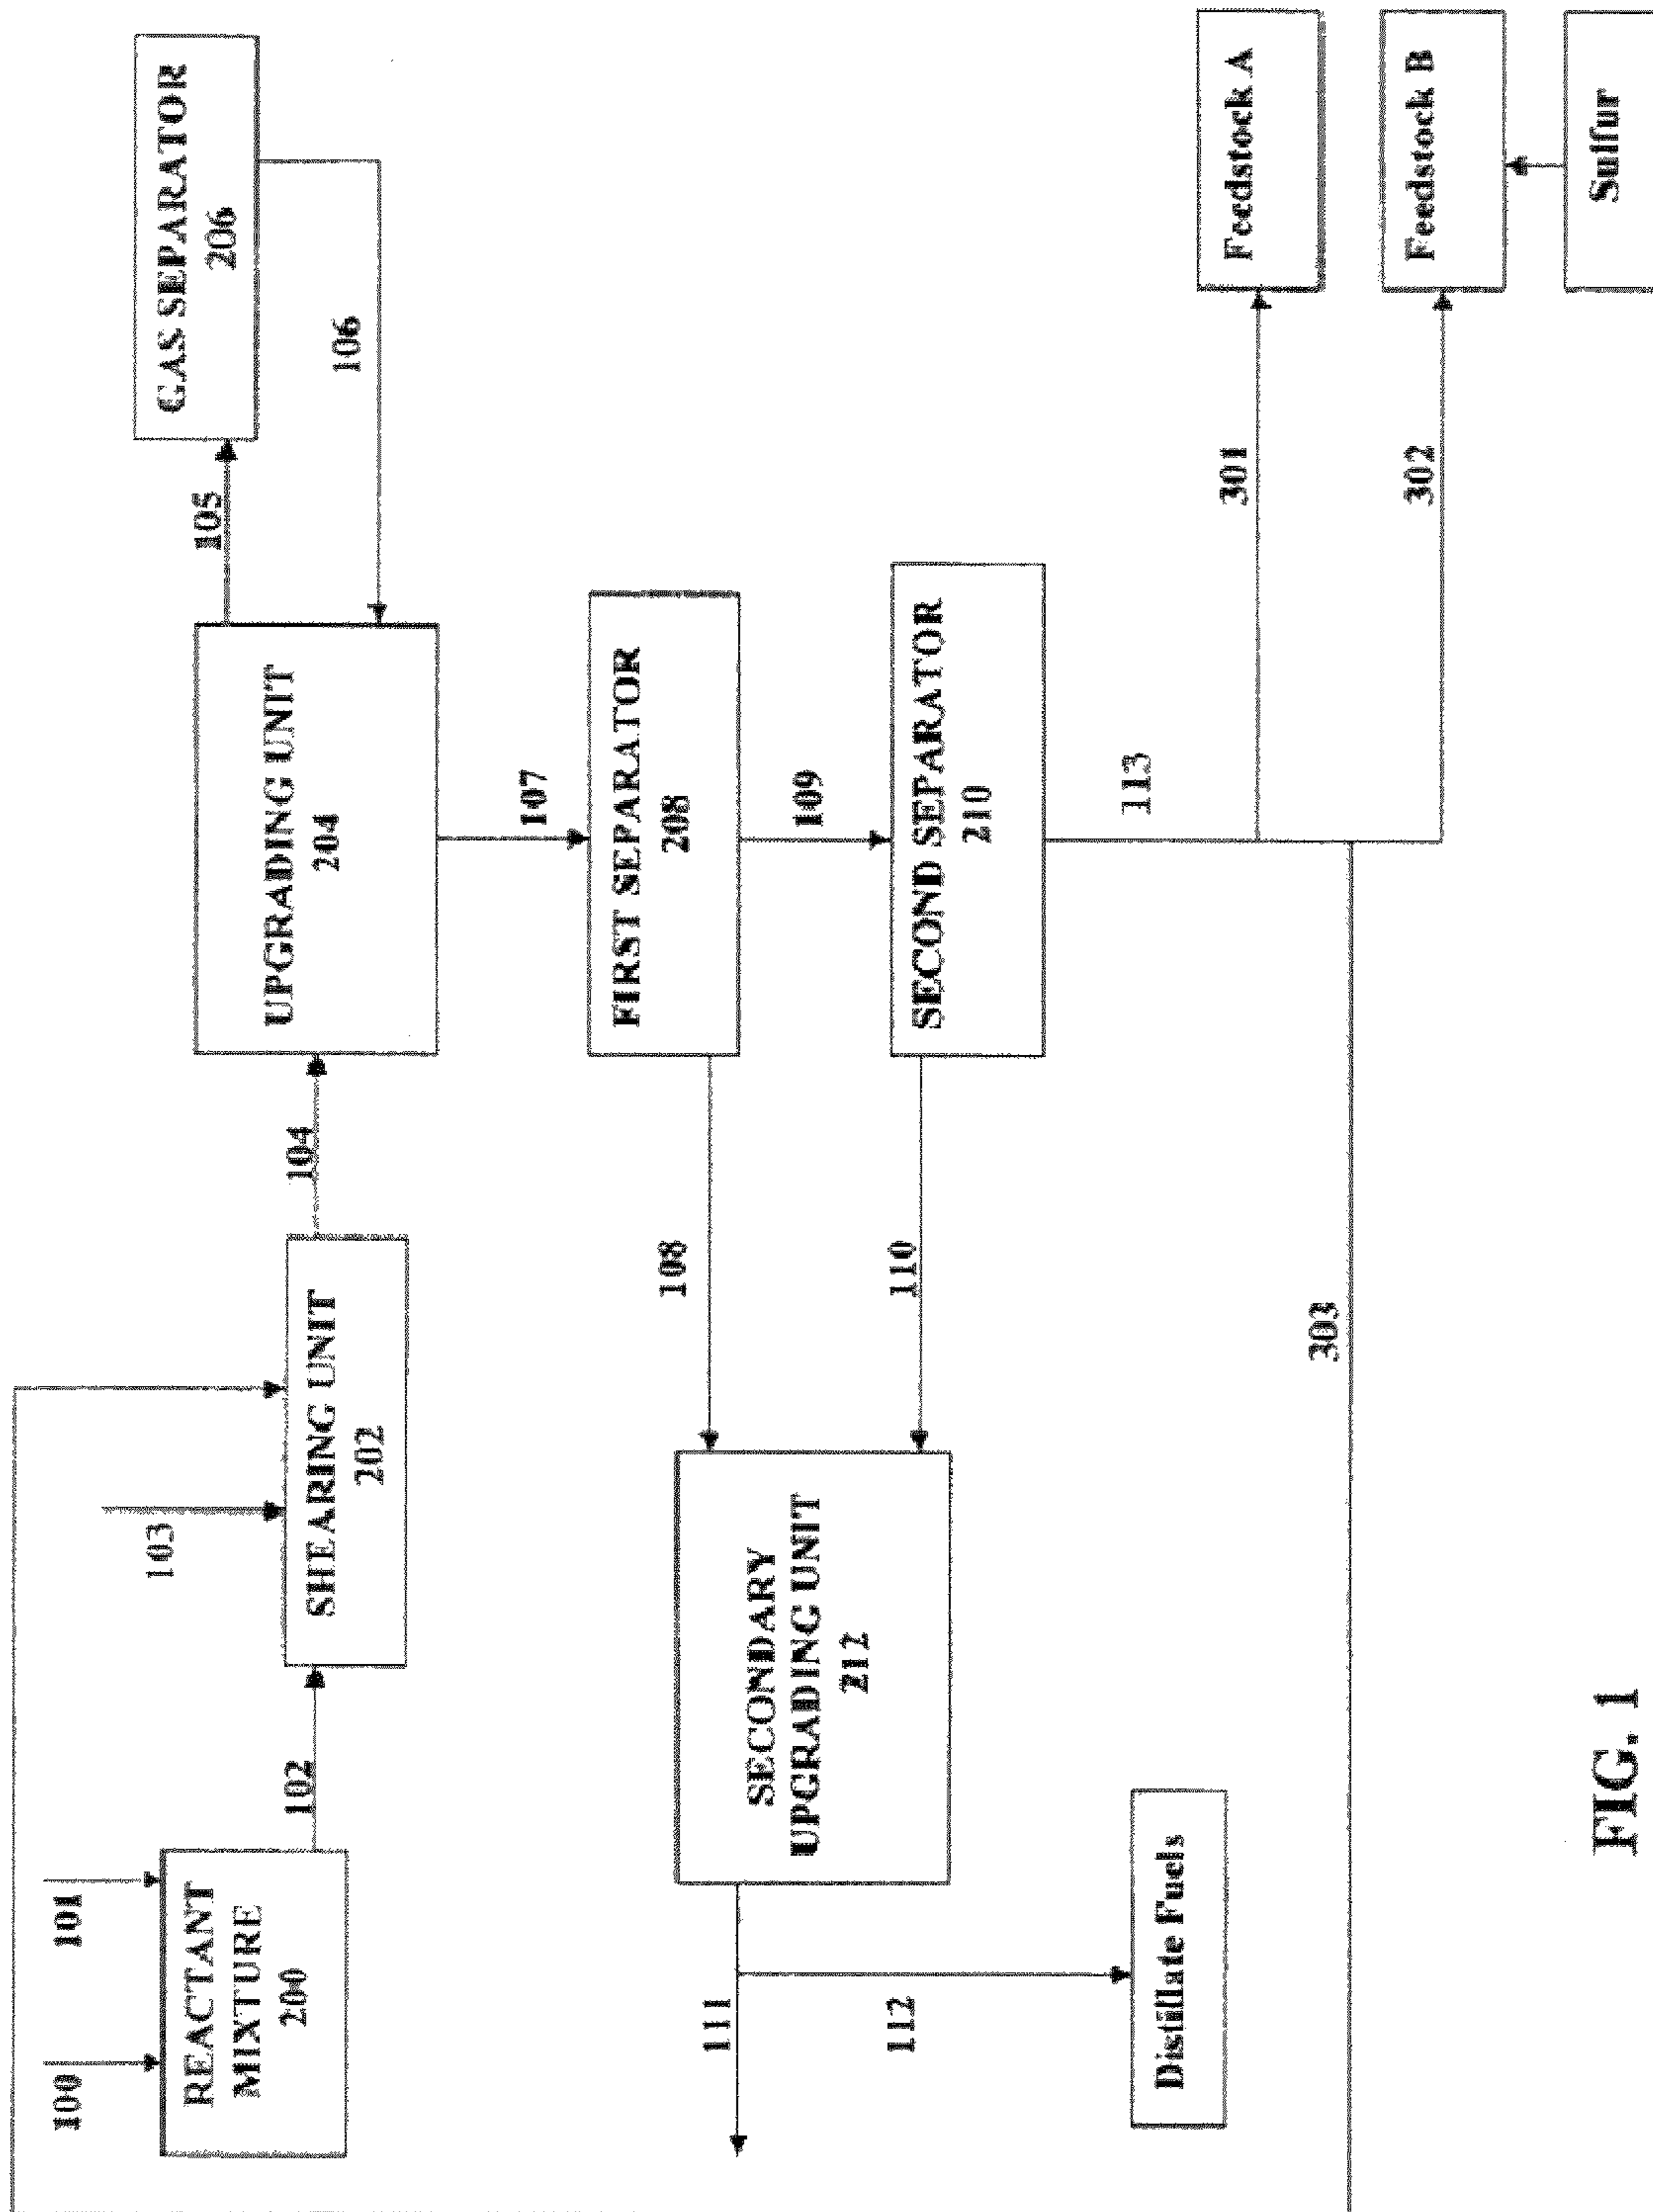 100
101
REACTANT
MIXTURE
200
102
103
SHEARING UNIT
202
104
UPGRADING UNIT
204
105
GAS SEPARATOR
206
106
107
FIRST SEPARATOR
208
108
109
SECOND SEPARATOR
210
110
SECONDARY
UPGRADING UNIT
212
111
112
Distillate Fuels
113
301
Feedstock A
302
Feedstock B
Sulfur
303
FIG. 1